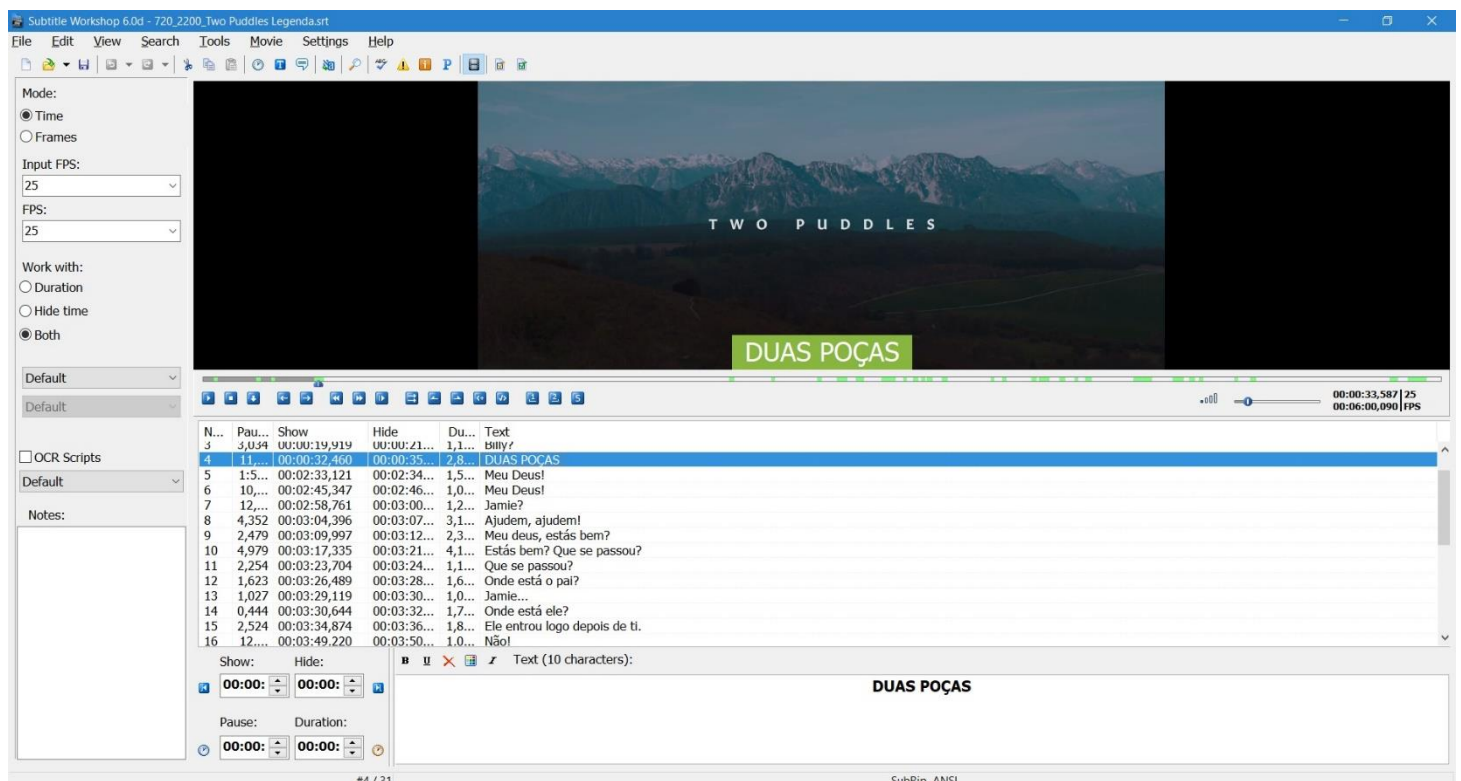 Subtitle Workshop 6.0d - 720_2200_Two Puddles Legenda.srt
File Edit View Search Tools Movie Settings Help
Mode:
Time
Frames
Input FPS:
25
FPS:
25
Work with:
Duration
Hide time
Both
Default
Default
OCR Scripts
Default
Notes:
TWO PUDDLES
DUAS POÇAS
00:00:33,587 25
00:06:00,090 FPS
N... Pau... Show Hide Du... Text
3 3,034 00:00:19,919 00:00:21... 1,1... Billy?
4 11,... 00:00:32,460 00:00:35... 2,8... DUAS POÇAS
5 1:5... 00:02:33,121 00:02:34... 1,5... Meu Deus!
6 10,... 00:02:45,347 00:02:46... 1,0... Meu Deus!
7 12,... 00:02:58,761 00:03:00... 1,2... Jamie?
8 4,352 00:03:04,396 00:03:07... 3,1... Ajudem, ajudem!
9 2,479 00:03:09,997 00:03:12... 2,3... Meu deus, estás bem?
10 4,979 00:03:17,335 00:03:21... 4,1... Estás bem? Que se passou?
11 2,254 00:03:23,704 00:03:24... 1,1... Que se passou?
12 1,623 00:03:26,489 00:03:28... 1,6... Onde está o pai?
13 1,027 00:03:29,119 00:03:30... 1,0... Jamie...
14 0,444 00:03:30,644 00:03:32... 1,7... Onde está ele?
15 2,524 00:03:34,874 00:03:36... 1,8... Ele entrou logo depois de ti.
16 12,... 00:03:49,220 00:03:50... 1,0... Não!
Show: Hide:
00:00: 00:00:
B U I Text (10 characters):
DUAS POÇAS
Pause: Duration:
00:00: 00:00:
#4 / 31
SubRip ANSI